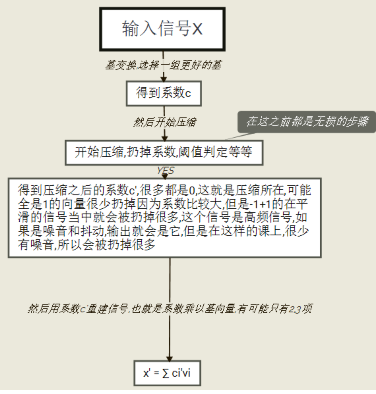 输入信号X
基变换,选择一组更好的基
得到系数c
然后开始压缩
在这之前都是无损的步骤
开始压缩,扔掉系数,阈值判定等等
YES
得到压缩之后的系数c',很多都是0,这就是压缩所在,可能
全是1的向量很少扔掉因为系数比较大,但是-1+1的在平
滑的信号当中就会被扔掉很多,这个信号是高频信号,如
果是噪音和抖动,输出就会是它,但是在这样的课上,很少
有噪音,所以会被扔掉很多
然后用系数c'重建信号,也就是系数乘以基向量,有可能只有2,3项
x' = ∑ ci'vi